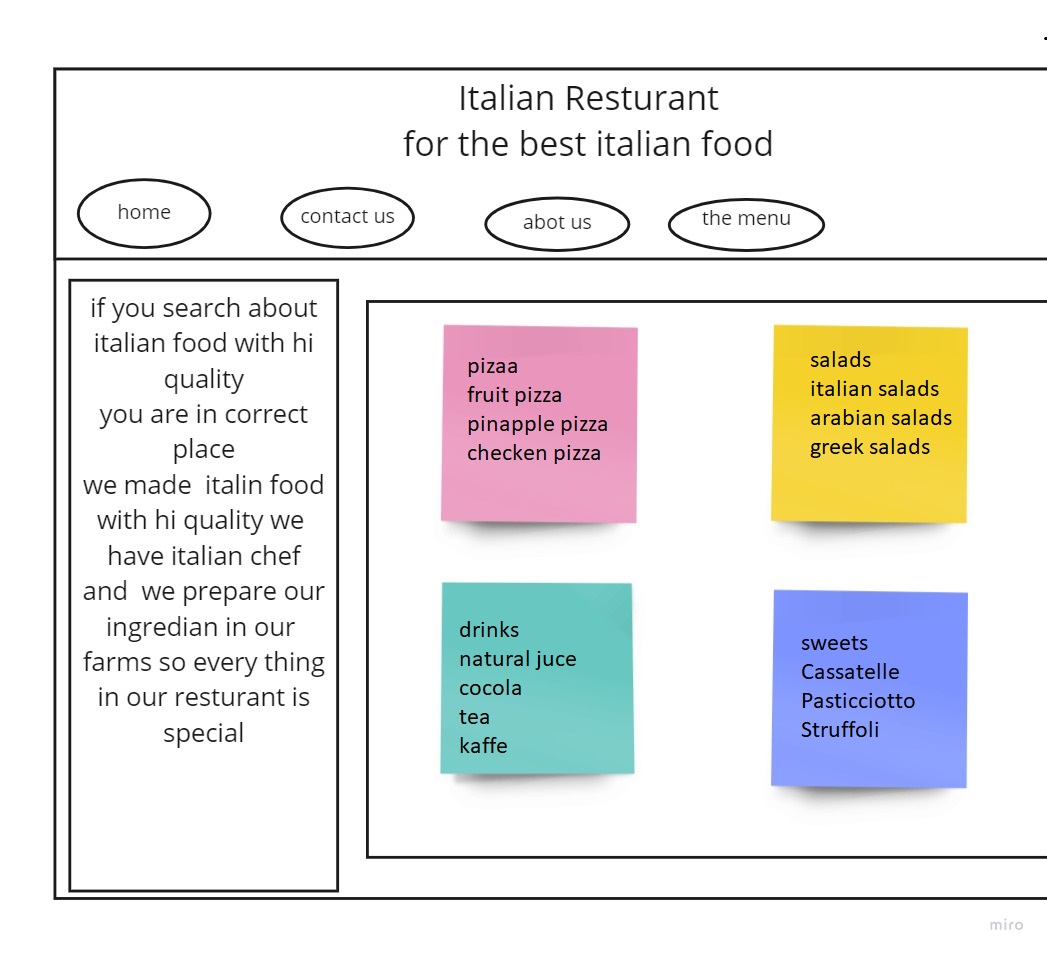 Italian Resturant
for the best italian food
home
contact us
abot us
the menu
if you search about
italian food with hi
quality
you are in correct
place
we made  italin food
with hi quality we
have italian chef
and  we prepare our
ingredian in our
farms so every thing
in our resturant is
special
pizaa
fruit pizza
pinapple pizza
checken pizza
salads
italian salads
arabian salads
greek salads
drinks
natural juce
cocola
tea
kaffe
sweets
Cassatelle
Pasticciotto
Struffoli
miro